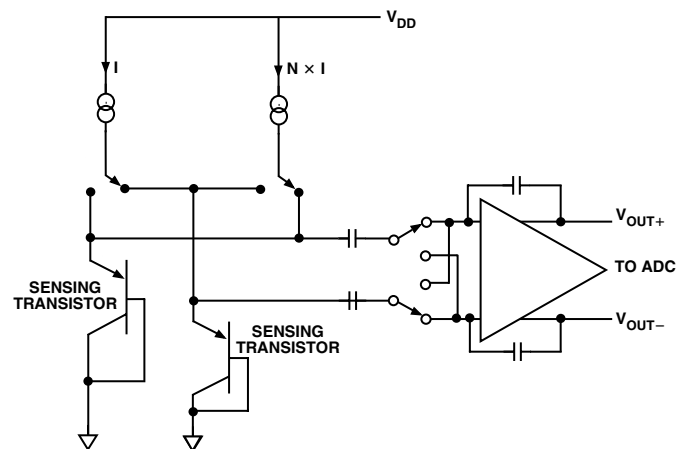 V_DD
I
N × I
V_OUT+
TO ADC
SENSING
TRANSISTOR
SENSING
TRANSISTOR
V_OUT–